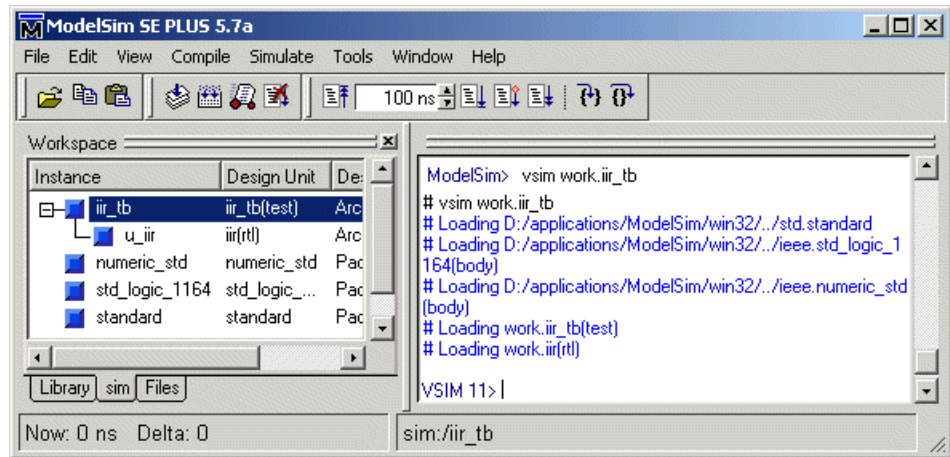 ModelSim SE PLUS 5.7a
File Edit View Compile Simulate Tools Window Help
100 ns
Workspace
Instance Design Unit De:
iir_tb iir_tb(test) Arc
u_iir iir(rtl) Arc
numeric_std numeric_std Pac
std_logic_1164 std_logic_... Pac
standard standard Pac
Library sim Files
ModelSim> vsim work.iir_tb
# vsim work.iir_tb
# Loading D:/applications/ModelSim/win32/../std.standard
# Loading D:/applications/ModelSim/win32/../ieee.std_logic_1
164(body)
# Loading D:/applications/ModelSim/win32/../ieee.numeric_std
(body)
# Loading work.iir_tb(test)
# Loading work.iir(rtl)
VSIM 11>
Now: 0 ns Delta: 0 sim:/iir_tb